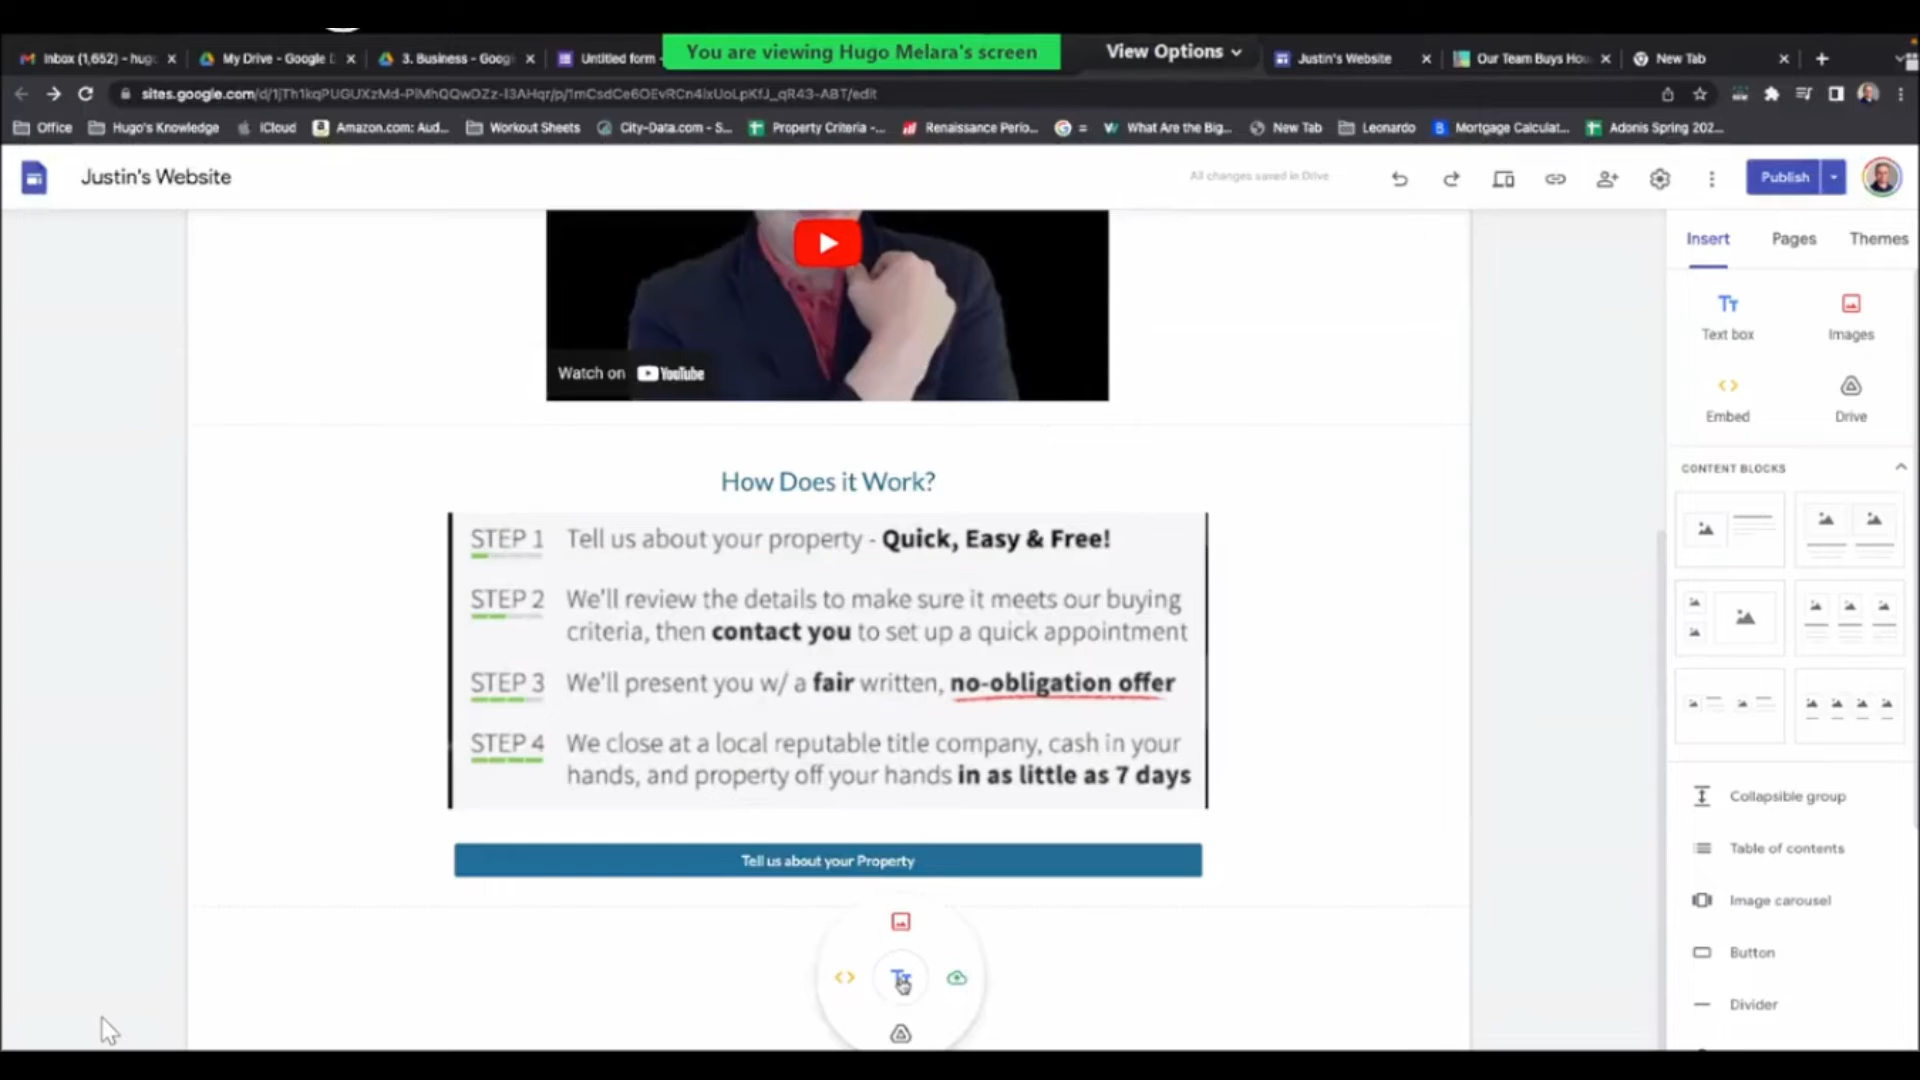 You are viewing Hugo Melara's screen
View Options
Inbox (1,652) - hug
My Drive - Google
3. Business - Goog
Untitled form -
Justin's Website
Our Team Buys Hou
New Tab
Office
Hugo's Knowledge
iCloud
Amazon.com: Aud...
Workout Sheets
City-Data.com - S...
Property Criteria -...
Renaissance Perio...
=
What Are the Big...
New Tab
Leonardo
Mortgage Calculat...
Adonis Spring 202...
Justin's Website
All changes saved in Drive
Publish
Insert
Pages
Themes
Tt
Text box
Images
Embed
Drive
CONTENT BLOCKS
Collapsible group
Table of contents
Image carousel
Button
Divider
Watch on YouTube
How Does it Work?
STEP 1 Tell us about your property - Quick, Easy & Free!
STEP 2 We'll review the details to make sure it meets our buying
criteria, then contact you to set up a quick appointment
STEP 3 We'll present you w/ a fair written, no-obligation offer
STEP 4 We close at a local reputable title company, cash in your
hands, and property off your hands in as little as 7 days
Tell us about your Property